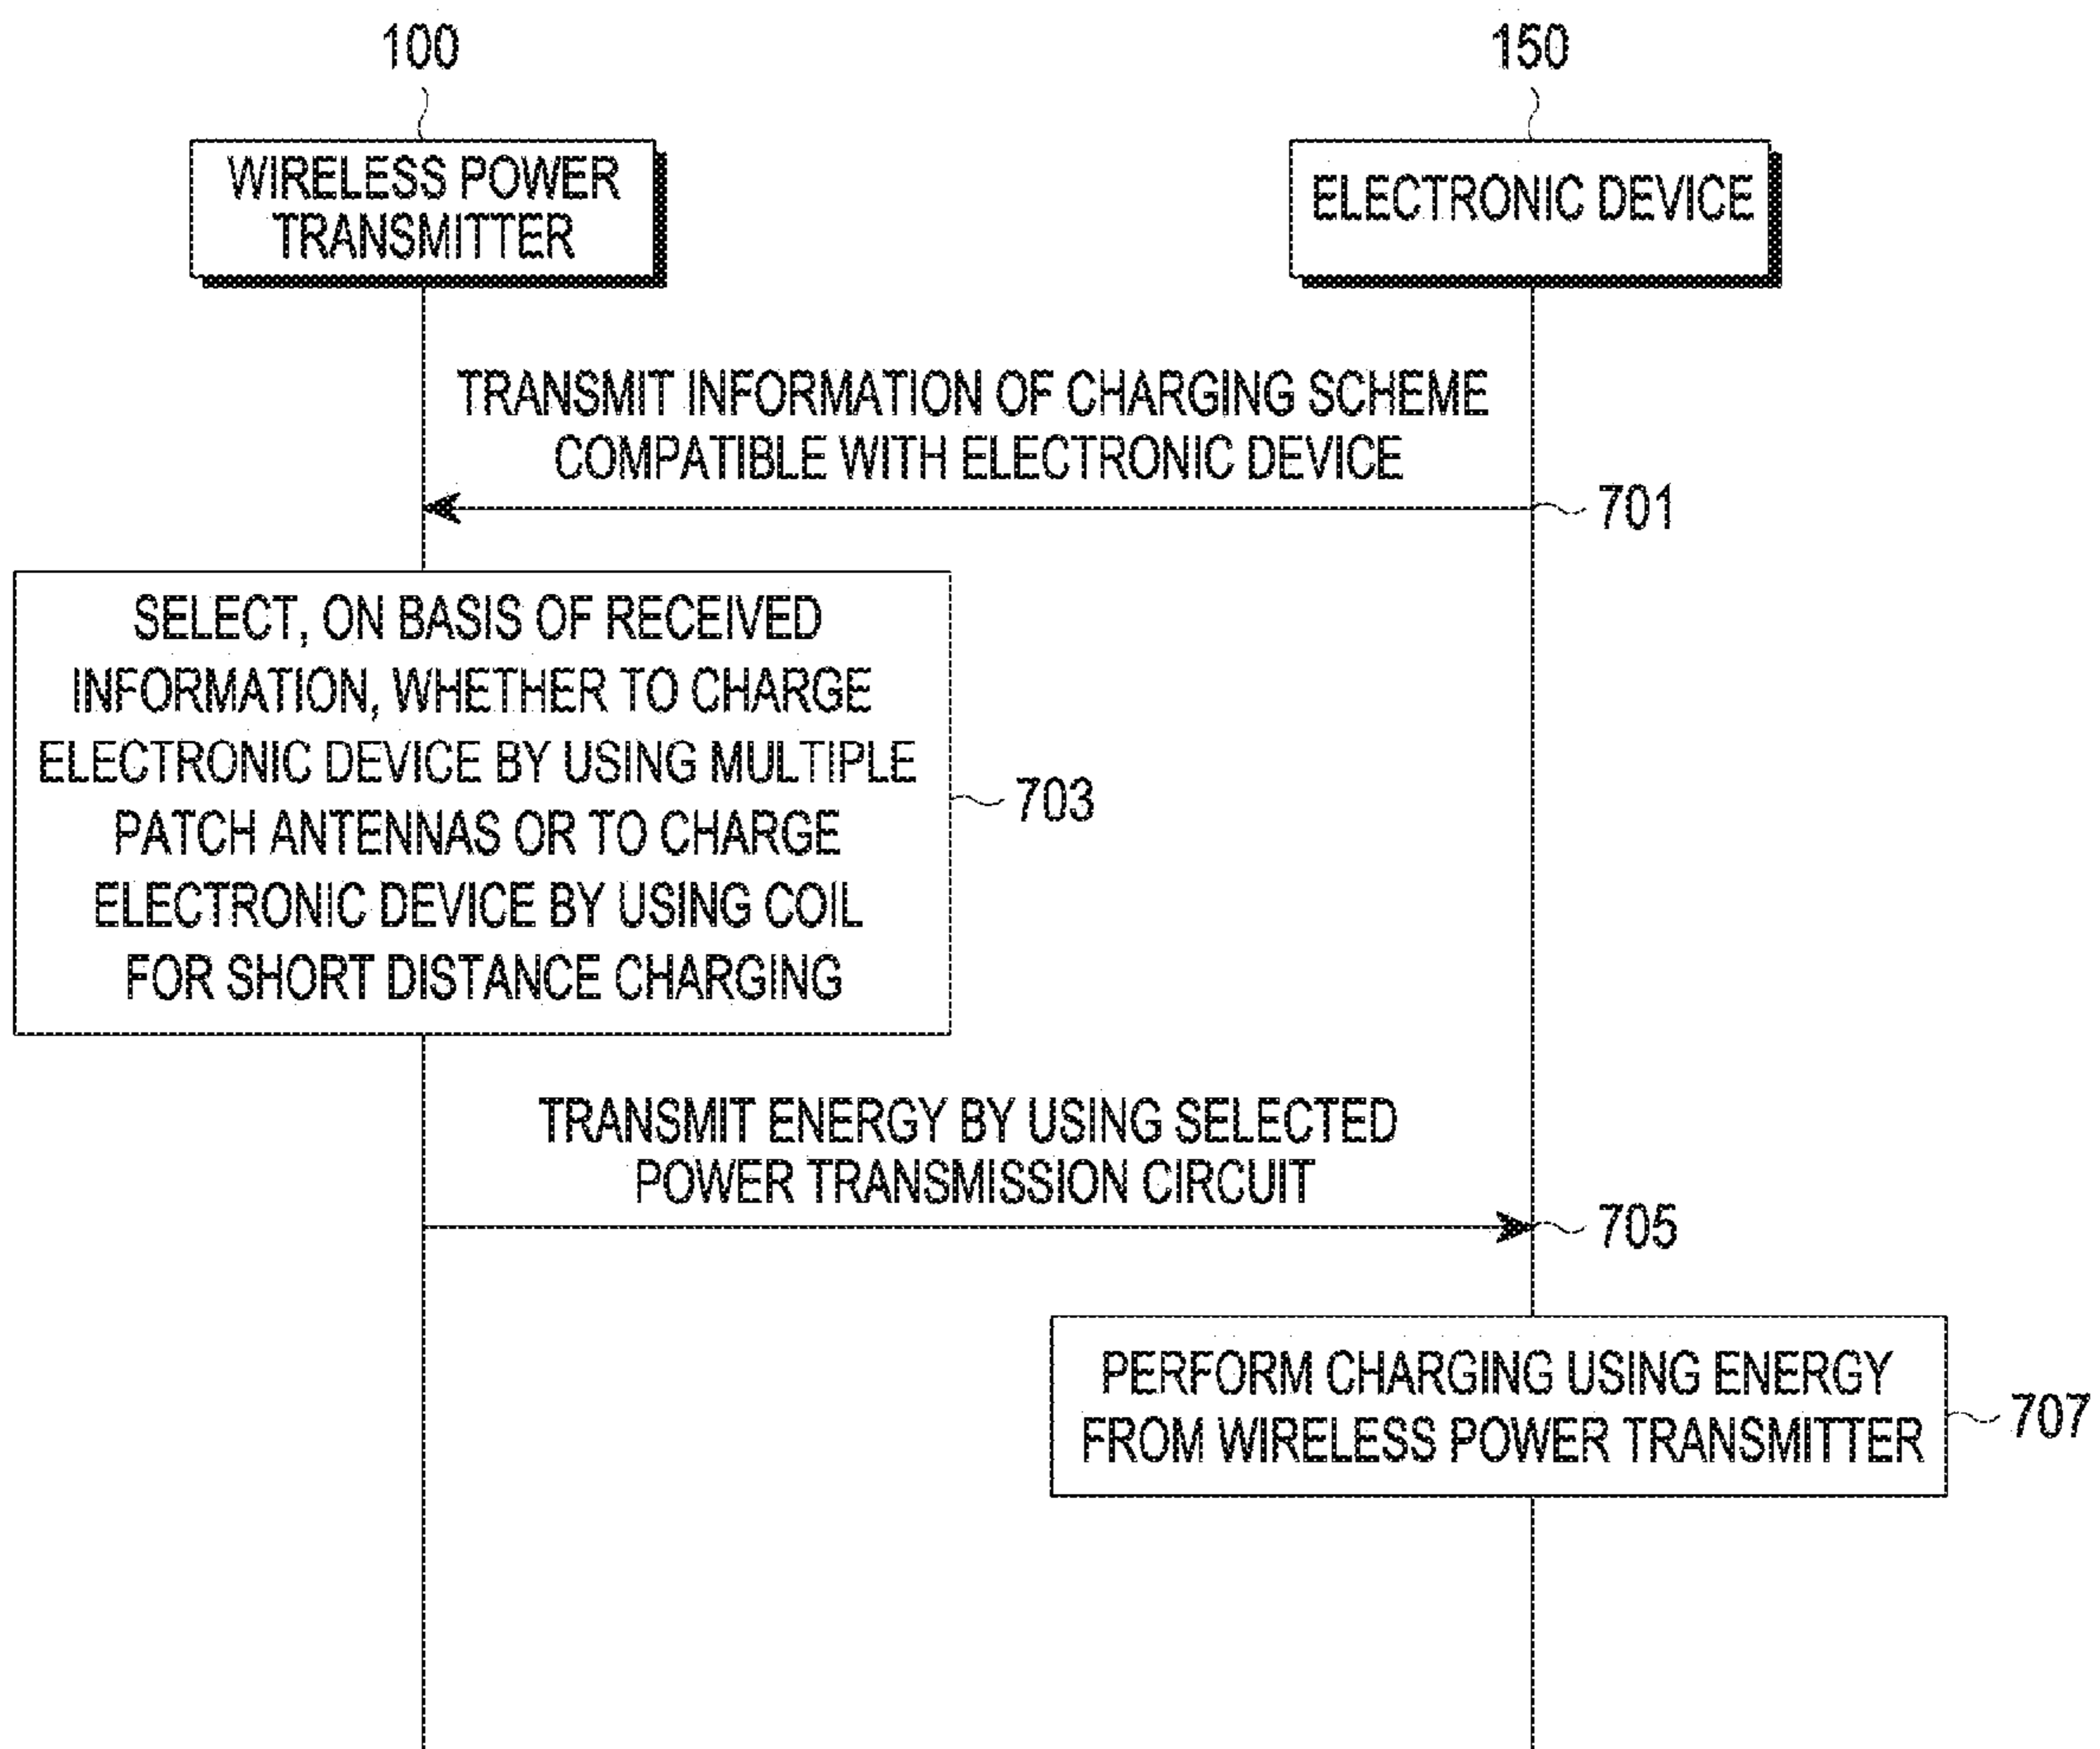 100
150
WIRELESS POWER
TRANSMITTER
ELECTRONIC DEVICE
TRANSMIT INFORMATION OF CHARGING SCHEME
COMPATIBLE WITH ELECTRONIC DEVICE
701
SELECT, ON BASIS OF RECEIVED
INFORMATION, WHETHER TO CHARGE
ELECTRONIC DEVICE BY USING MULTIPLE
PATCH ANTENNAS OR TO CHARGE
ELECTRONIC DEVICE BY USING COIL
FOR SHORT DISTANCE CHARGING
703
TRANSMIT ENERGY BY USING SELECTED
POWER TRANSMISSION CIRCUIT
705
PERFORM CHARGING USING ENERGY
FROM WIRELESS POWER TRANSMITTER
707